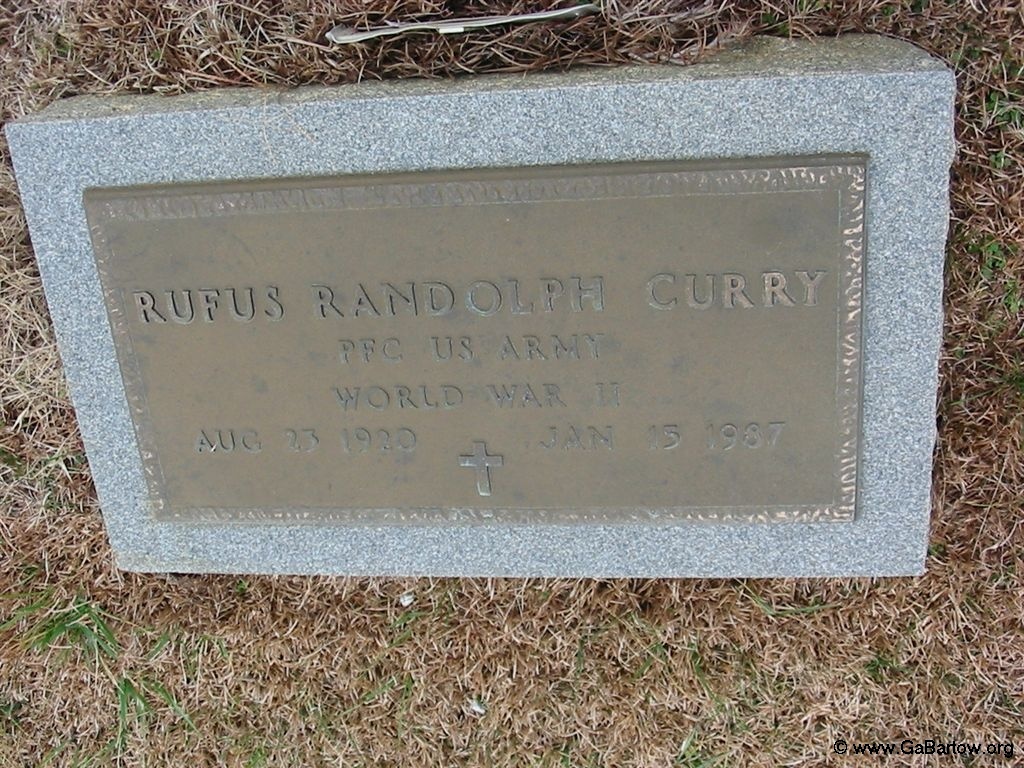 RUFUS RANDOLPH CURRY
PFC US ARMY
WORLD WAR II
AUG 23 1920 JAN 15 1987
© www.GaBartow.org